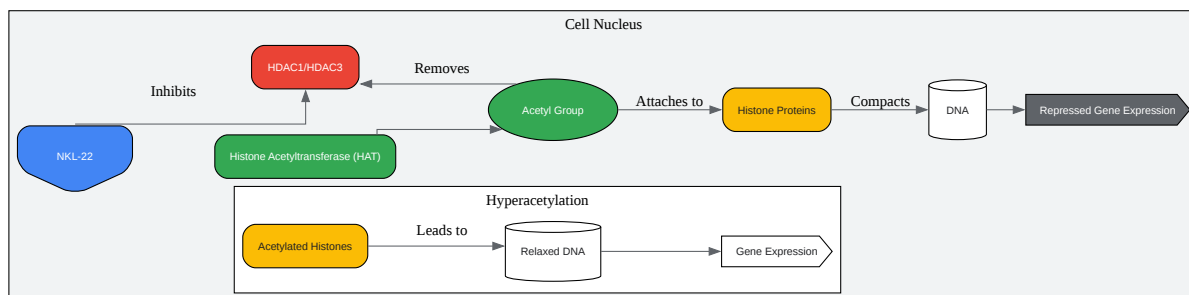 Cell Nucleus
HDAC1/HDAC3
Removes
Inhibits
Acetyl Group
Attaches to
Histone Proteins
Compacts
DNA
Repressed Gene Expression
NKL-22
Histone Acetyltransferase (HAT)
Hyperacetylation
Acetylated Histones
Leads to
Relaxed DNA
Gene Expression